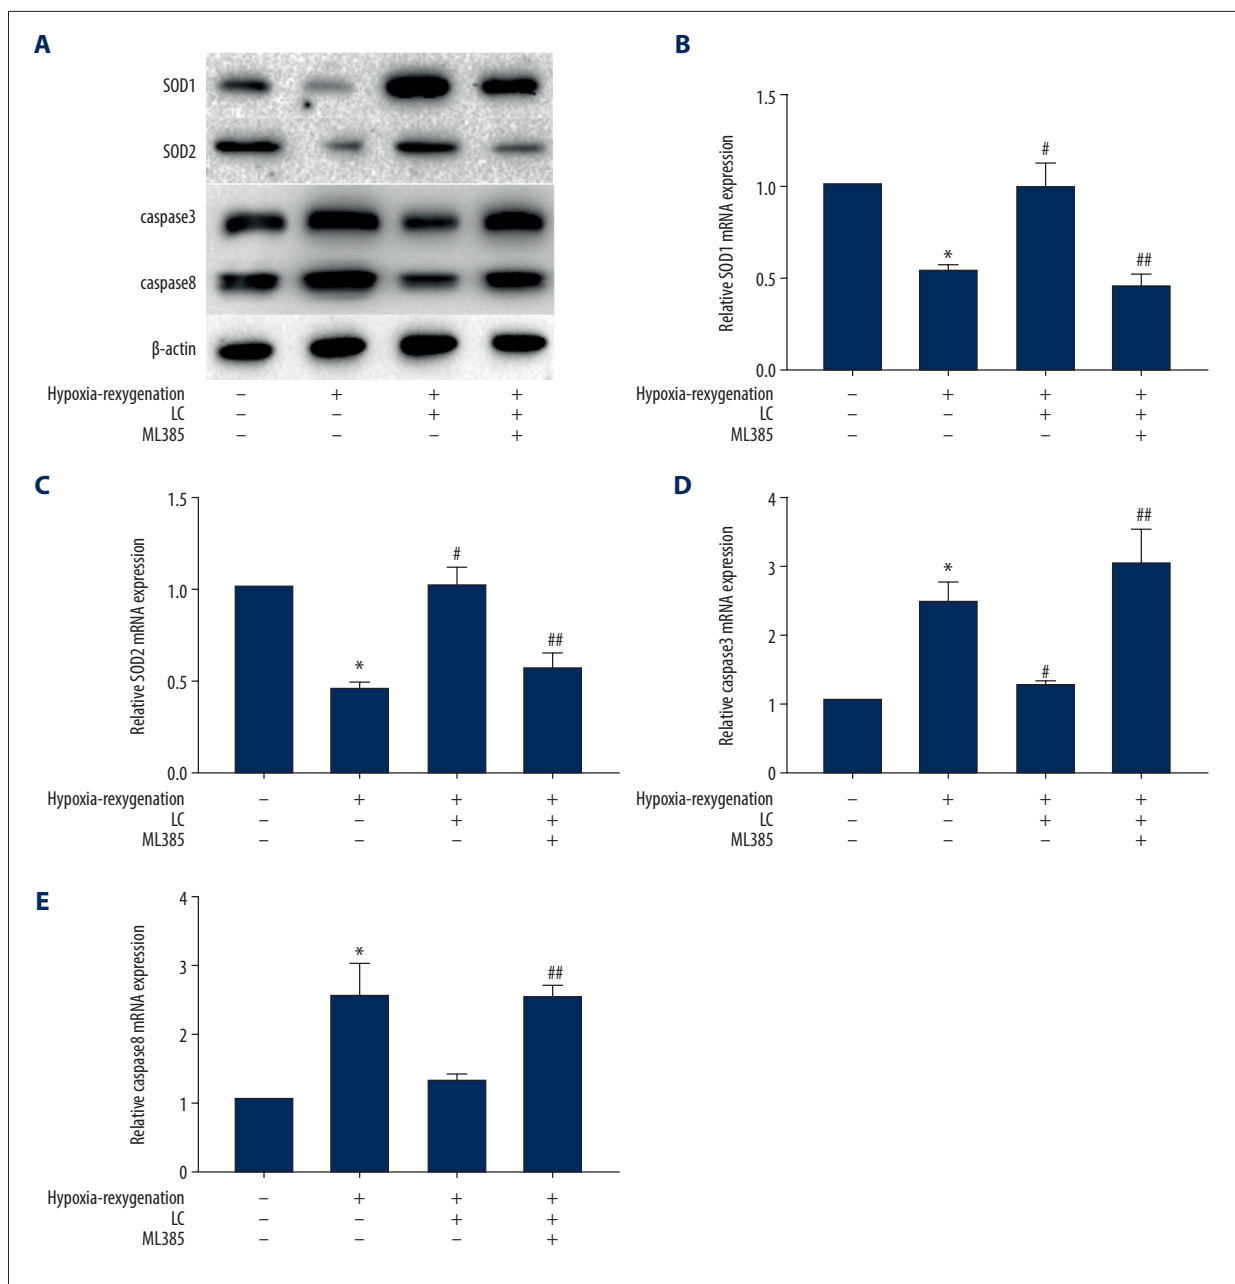 A
SOD1
SOD2
caspase3
caspase8
β-actin
Hypoxia-rexygenation – + + +
LC – – + +
ML385 – – – +
B
Relative SOD1 mRNA expression
1.5
1.0
0.5
0.0
* # ##
Hypoxia-rexygenation – + + +
LC – – + +
ML385 – – – +
C
Relative SOD2 mRNA expression
1.5
1.0
0.5
0.0
* # ##
Hypoxia-rexygenation – + + +
LC – – + +
ML385 – – – +
D
Relative caspase3 mRNA expression
4
3
2
1
0
* # ##
Hypoxia-rexygenation – + + +
LC – – + +
ML385 – – – +
E
Relative caspase8 mRNA expression
4
3
2
1
0
* ##
Hypoxia-rexygenation – + + +
LC – – + +
ML385 – – – +